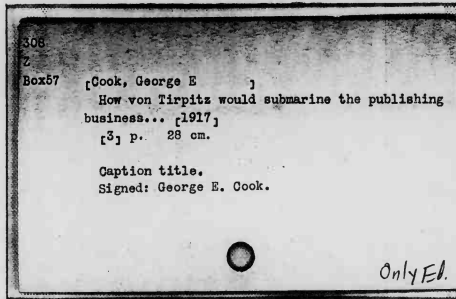 308
Z
Box57 [Cook, George E ]
How von Tirpitz would submarine the publishing
business... [1917]
[3] p. 28 cm.
Caption title.
Signed: George E. Cook.
Only Ed.